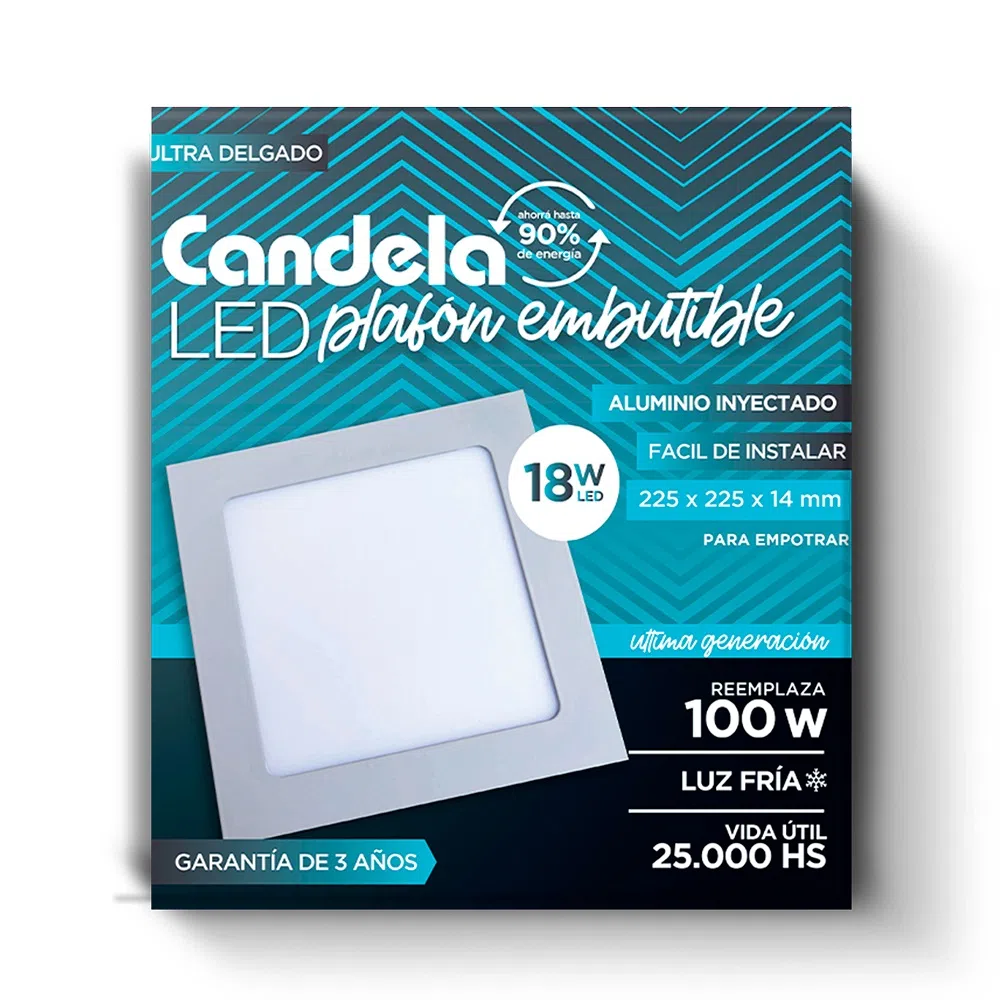 ULTRA DELGADO
Candela
ahorrá hasta
90%
de energía
LED plafón embutible
ALUMINIO INYECTADO
FACIL DE INSTALAR
18W
LED
225 x 225 x 14 mm
PARA EMPOTRAR
ultima generación
REEMPLAZA
100 W
LUZ FRÍA
VIDA ÚTIL
25.000 HS
GARANTÍA DE 3 AÑOS